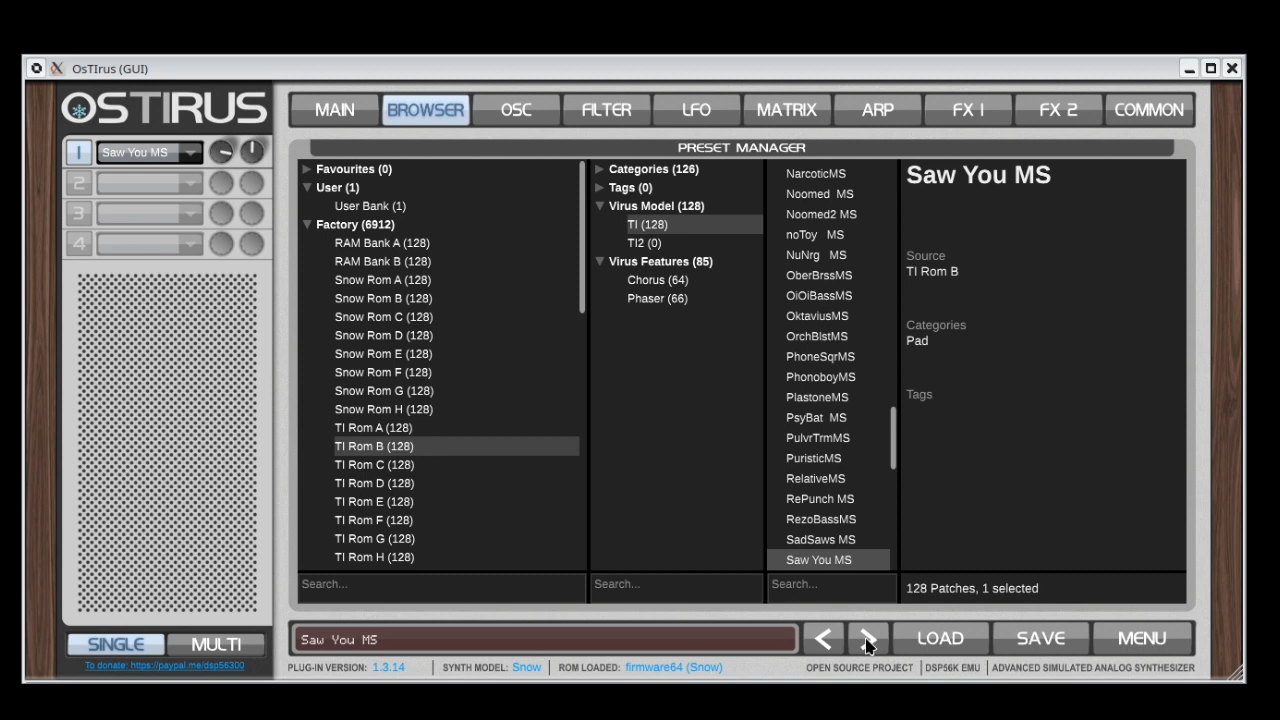 OsTIrus (GUI)
OSTIRUS
MAIN
BROWSER
OSC
FILTER
LFO
MATRIX
ARP
FX 1
FX 2
COMMON
1
Saw You MS
2
3
4
PRESET MANAGER
Favourites (0)
User (1)
User Bank (1)
Factory (6912)
RAM Bank A (128)
RAM Bank B (128)
Snow Rom A (128)
Snow Rom B (128)
Snow Rom C (128)
Snow Rom D (128)
Snow Rom E (128)
Snow Rom F (128)
Snow Rom G (128)
Snow Rom H (128)
TI Rom A (128)
TI Rom B (128)
TI Rom C (128)
TI Rom D (128)
TI Rom E (128)
TI Rom F (128)
TI Rom G (128)
TI Rom H (128)
Search...
Categories (126)
Tags (0)
Virus Model (128)
TI (128)
TI2 (0)
Virus Features (85)
Chorus (64)
Phaser (66)
Search...
NarcoticMS
Noomed MS
Noomed2 MS
noToy MS
NuNrg MS
OberBrssMS
OiOiBassMS
OktaviusMS
OrchBlstMS
PhoneSqrMS
PhonoboyMS
PlastoneMS
PsyBat MS
PulvrTrmMS
PuristicMS
RelativeMS
RePunch MS
RezoBassMS
SadSaws MS
Saw You MS
Search...
Saw You MS
Source
TI Rom B
Categories
Pad
Tags
128 Patches, 1 selected
SINGLE
MULTI
To donate: https://paypal.me/dsp56300
Saw You MS
<
>
LOAD
SAVE
MENU
PLUG-IN VERSION: 1.3.14
SYNTH MODEL: Snow
ROM LOADED: firmware64 (Snow)
OPEN SOURCE PROJECT
DSP56K EMU
ADVANCED SIMULATED ANALOG SYNTHESIZER